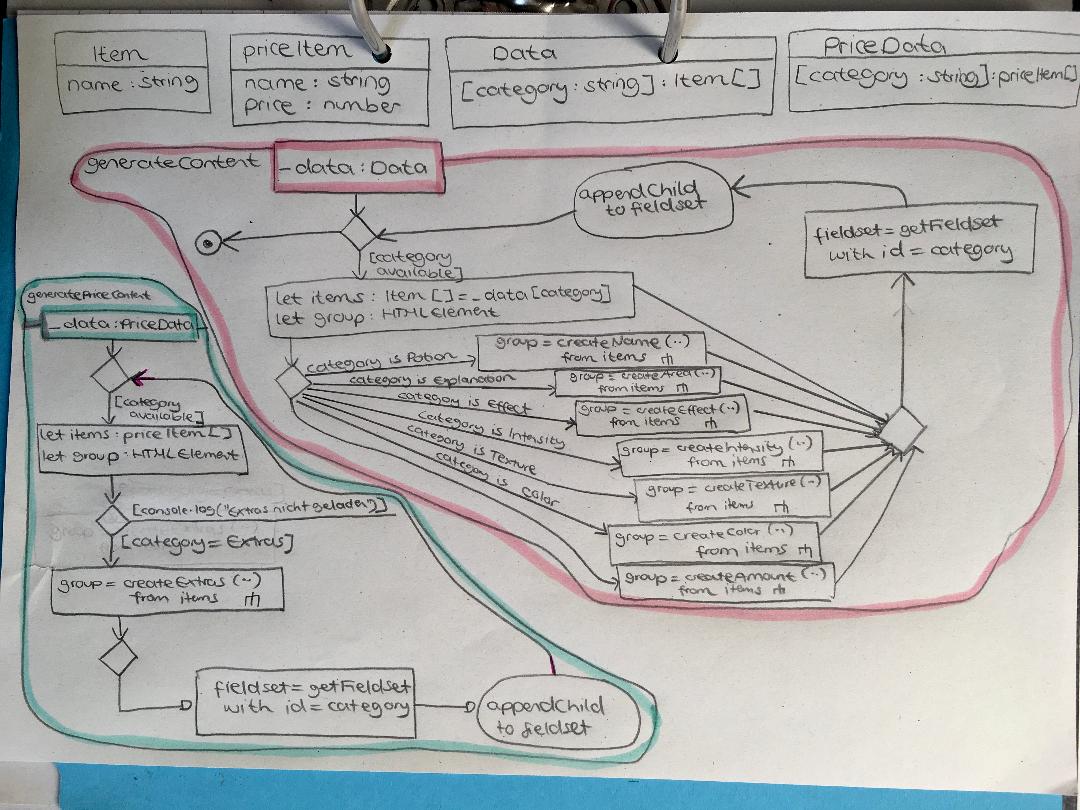 Item
name : string
priceItem
name : string
price : number
Data
[category : string] : Item[]
PriceData
[category : string] : priceItem[]
generateContent
_data : Data
appendChild
to fieldset
fieldset = getFieldset
with id = category
[category
available]
let items : Item[] = _data[category]
let group : HTMLElement
category is Potion
group = createName (..)
from items
category is Explanation
group = createArea (..)
from items
category is Effect
group = createEffect (..)
from items
category is Intensity
group = createIntensity (..)
from items
category is Texture
group = createTexture (..)
from items
category is Color
group = createColor (..)
from items
group = createAmount (..)
from items
generatePriceContent
_data : PriceData
[category
available]
let items : priceItem[]
let group : HTMLElement
[console.log("Extras nicht geladen")]
[category = Extras]
group = createExtras (..)
from items
fieldset = getFieldset
with id = category
appendChild
to fieldset